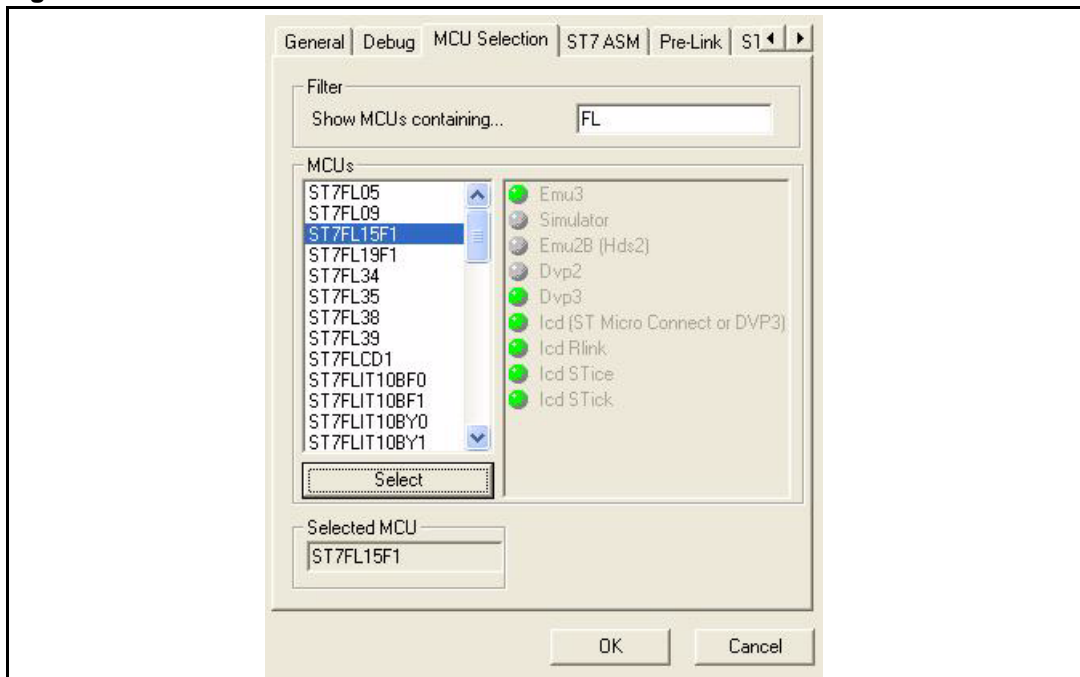 General Debug MCU Selection ST7 ASM Pre-Link
Filter
Show MCUs containing... FL
MCUs
ST7FL05
ST7FL09
ST7FL15F1
ST7FL19F1
ST7FL34
ST7FL35
ST7FL38
ST7FL39
ST7FLCD1
ST7FLIT10BF0
ST7FLIT10BF1
ST7FLIT10BY0
ST7FLIT10BY1
Select
Emu3
Simulator
Emu2B (Hds2)
Dvp2
Dvp3
Icd (ST Micro Connect or DVP3)
Icd Rlink
Icd STice
Icd STick
Selected MCU
ST7FL15F1
OK Cancel